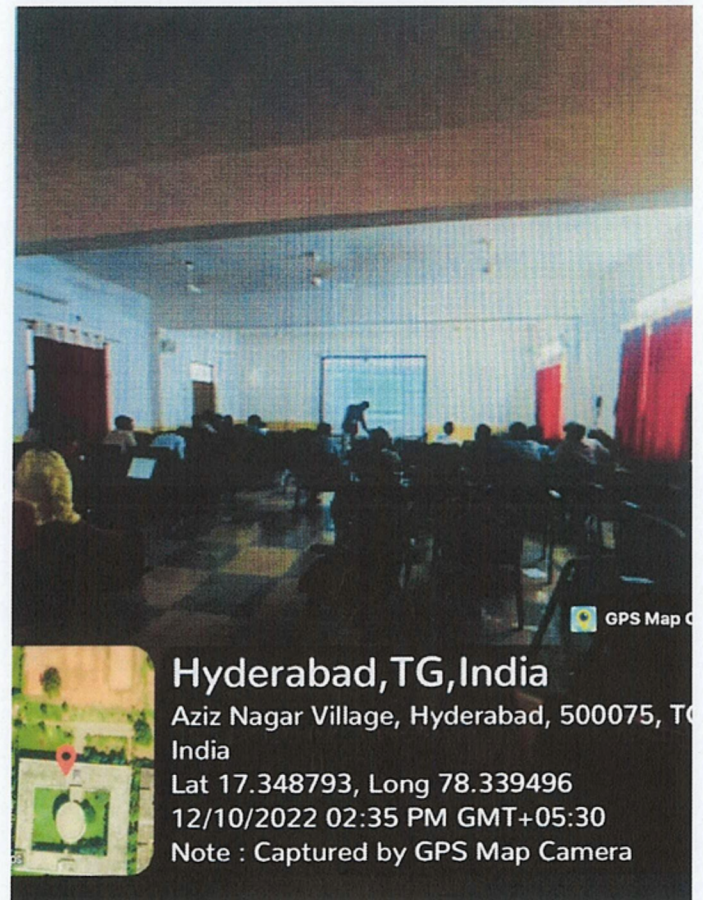 GPS Map C
Hyderabad,TG,India
Aziz Nagar Village, Hyderabad, 500075, TG
India
Lat 17.348793, Long 78.339496
12/10/2022 02:35 PM GMT+05:30
Note : Captured by GPS Map Camera